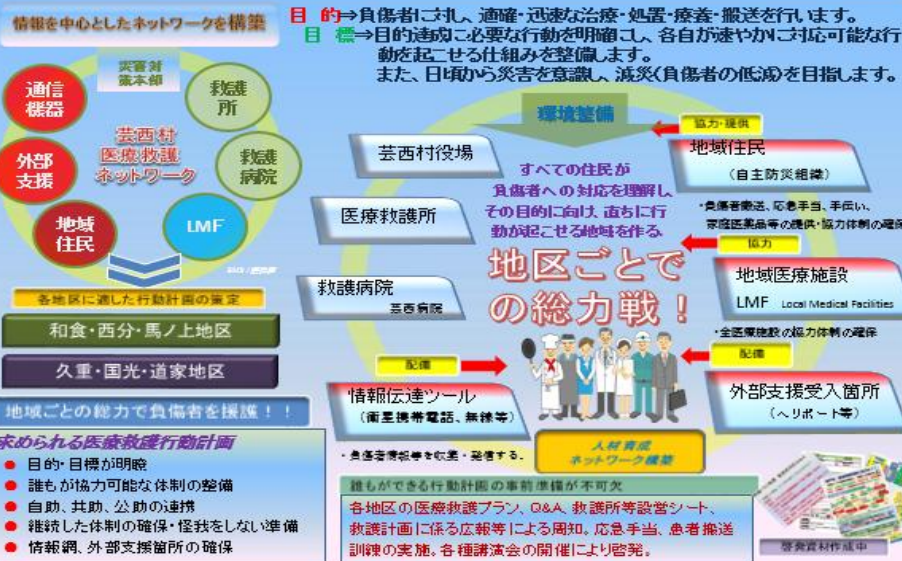 情報を中心としたネットワークを構築
目 的⇒負傷者に対し、適確・迅速な治療・処置・療養・搬送を行います。
目 標⇒目的達成に必要な行動を明確にし、各自が速やかに対応可能な行
動を起こせる仕組みを整備します。
また、日頃から災害を意識し、減災(負傷者の低減)を目指します。
災害対
策本部
通信
機器
救護
所
芸西村
医療救護
ネットワーク
外部
支援
救護
病院
地域
住民
LMF
各地区に適した行動計画の策定
和食・西分・馬ノ上地区
久重・国光・道家地区
地域ごとの総力で負傷者を援護！！
求められる医療救護行動計画
● 目的・目標が明瞭
● 誰もが協力可能な体制の整備
● 自助、共助、公助の連携
● 継続した体制の確保・怪我をしない準備
● 情報網、外部支援箇所の確保
環境整備
芸西村役場
医療救護所
救護病院
芸西病院
すべての住民が
負傷者への対応を理解し
その目的に向け、直ちに行
動が起こせる地域を作る。
地区ごとで
の総力戦！
協力・提供
地域住民
(自主防災組織)
・負傷者搬送、応急手当、手伝い、
家庭医薬品等の提供・協力体制の確保
協力
地域医療施設
LMF Local Medical Facilities
・全医療施設の協力体制の確保
配備
外部支援受入箇所
(ヘリポート等)
配備
情報伝達ツール
(衛星携帯電話、無線等)
・負傷者情報等を収集・発信する。
人材育成
ネットワーク構築
誰もができる行動計画の事前準備が不可欠
各地区の医療救護プラン、Q&A、救護所等設営シート、
救護計画に係る広報等による周知。応急手当、患者搬送
訓練の実施。各種講演会の開催により啓発。
啓発資材作成中